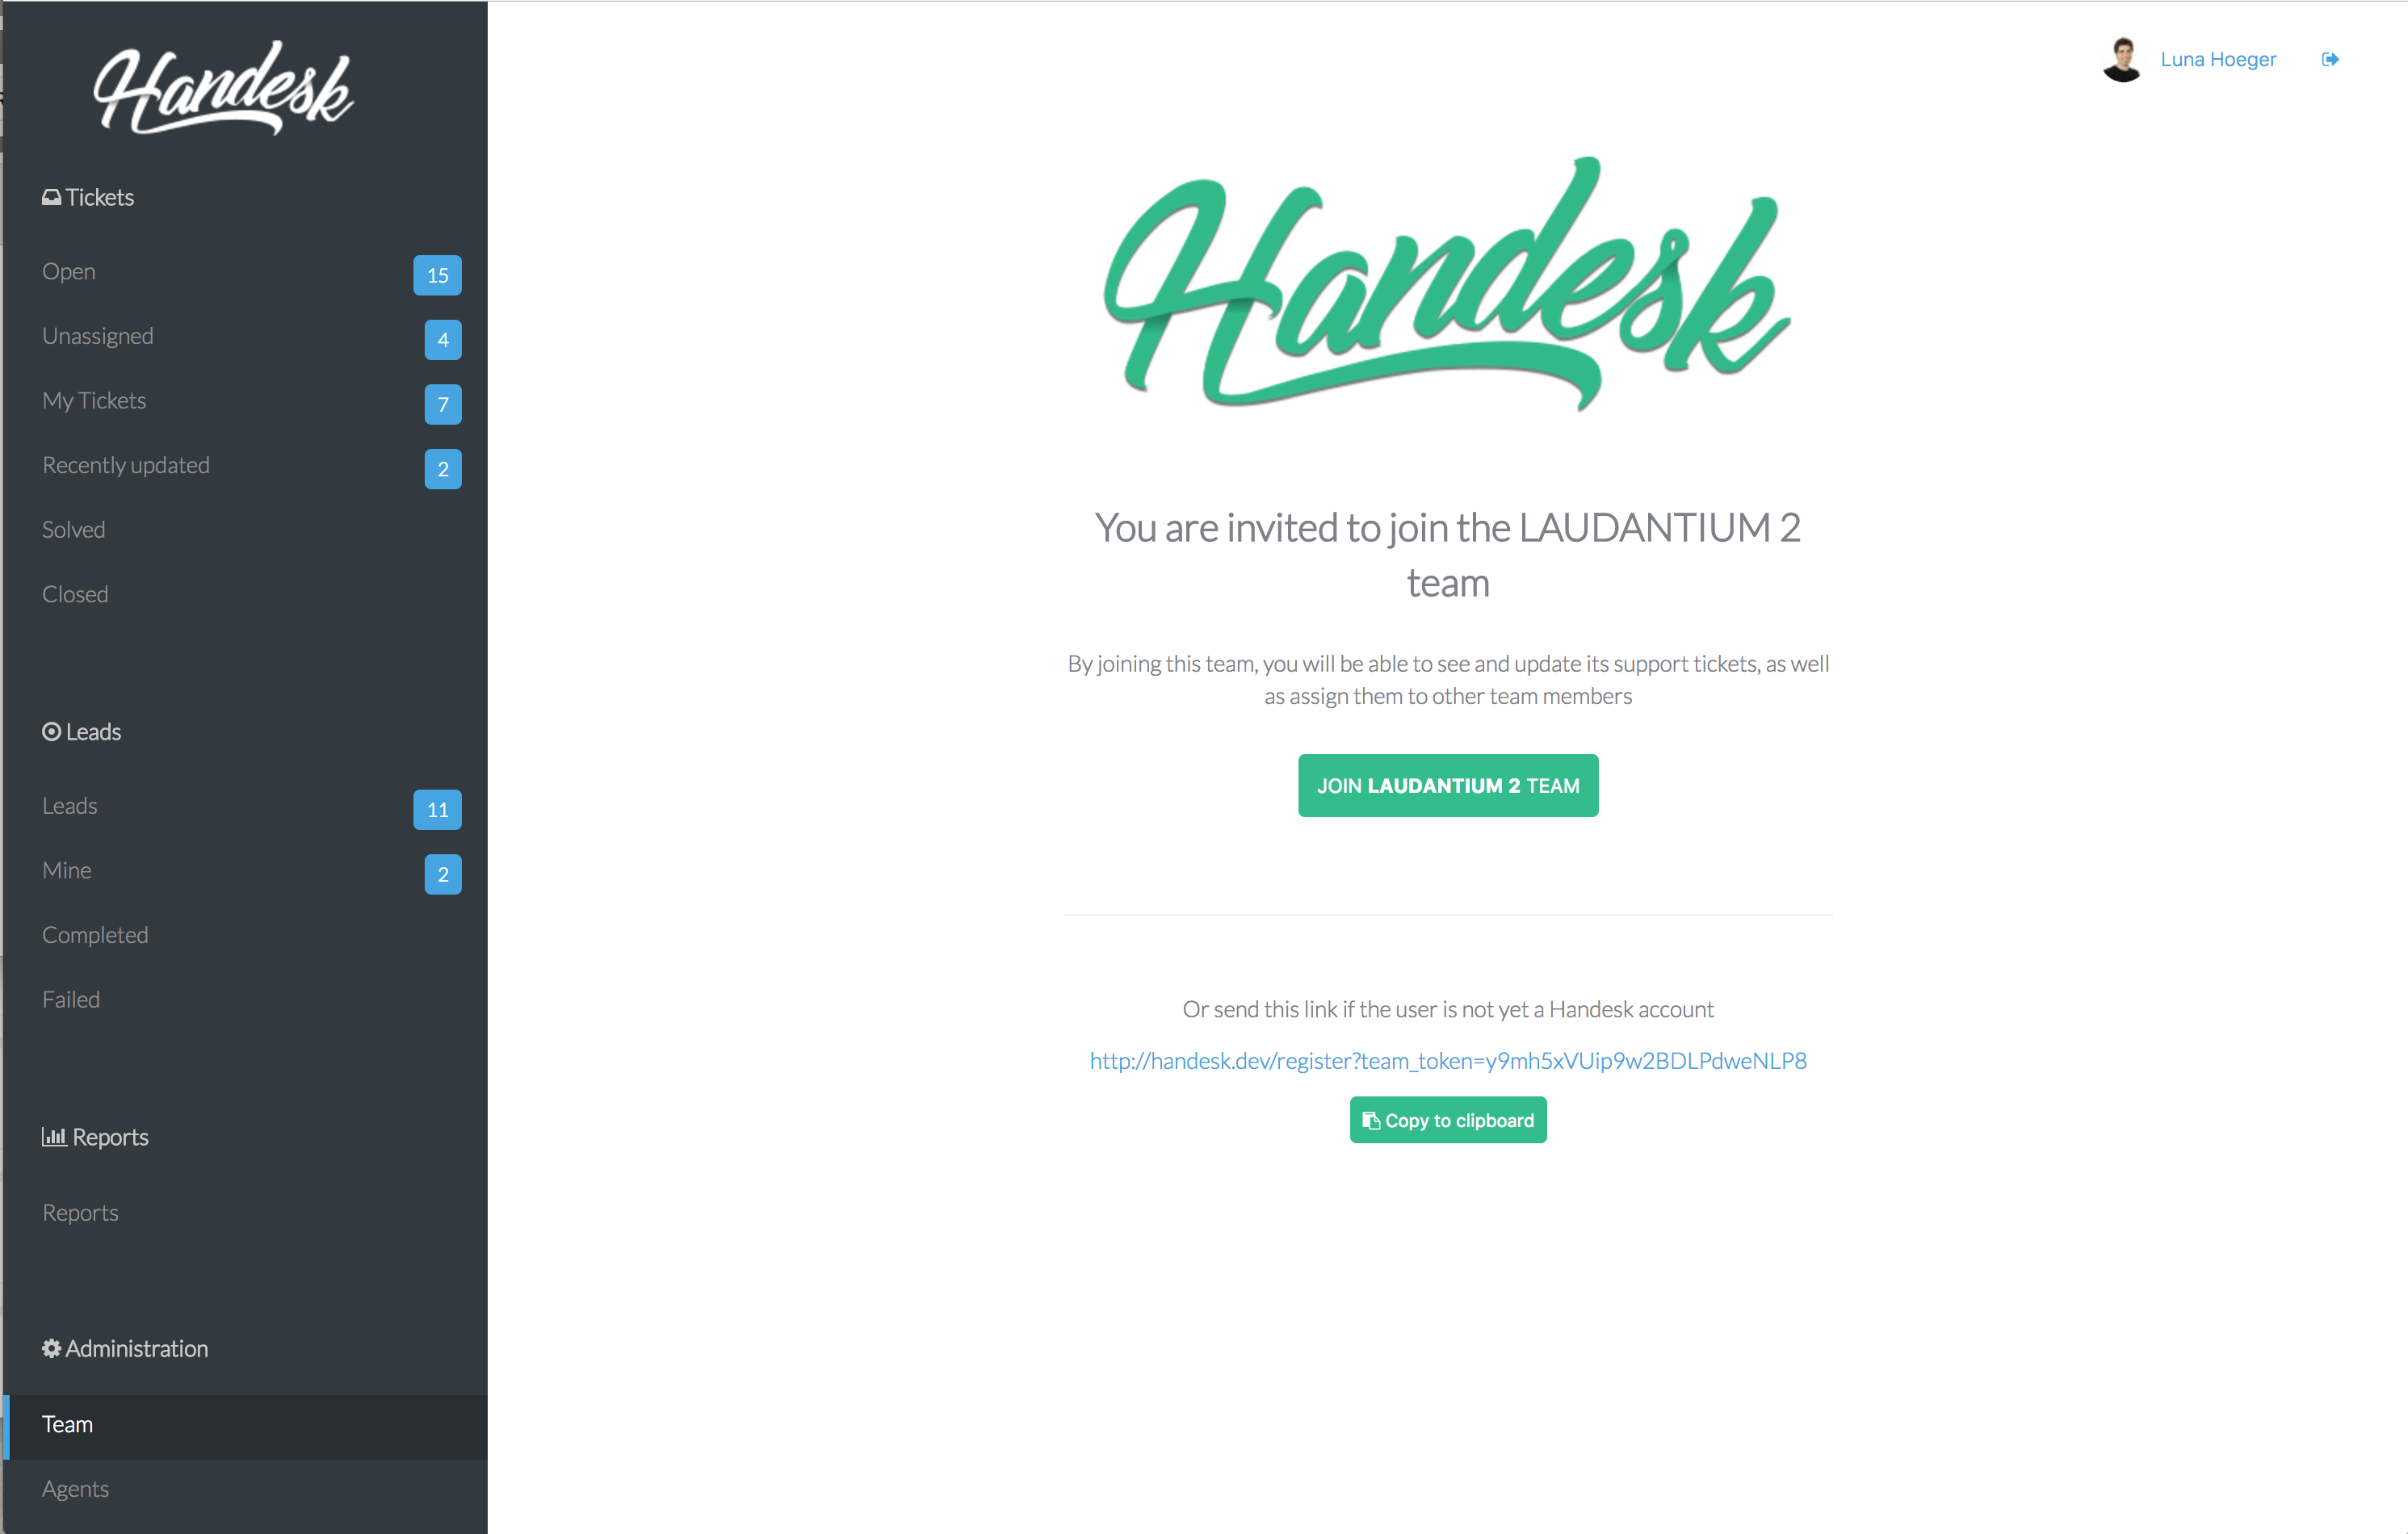 Handesk
Tickets
Open 15
Unassigned 4
My Tickets 7
Recently updated 2
Solved
Closed
Leads
Leads 11
Mine 2
Completed
Failed
Reports
Reports
Administration
Team
Agents
Luna Hoeger
Handesk
You are invited to join the LAUDANTIUM 2
team
By joining this team, you will be able to see and update its support tickets, as well
as assign them to other team members
JOIN LAUDANTIUM 2 TEAM
Or send this link if the user is not yet a Handesk account
http://handesk.dev/register?team_token=y9mh5xVUip9w2BDLPdweNLP8
Copy to clipboard